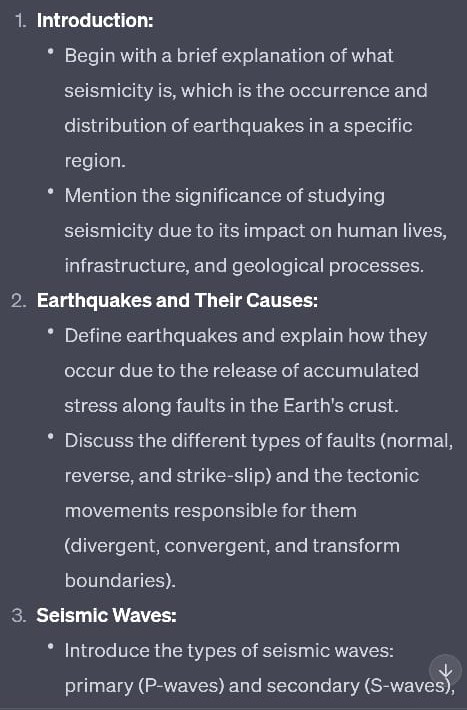 1. Introduction:
• Begin with a brief explanation of what
seismicity is, which is the occurrence and
distribution of earthquakes in a specific
region.
• Mention the significance of studying
seismicity due to its impact on human lives,
infrastructure, and geological processes.
2. Earthquakes and Their Causes:
• Define earthquakes and explain how they
occur due to the release of accumulated
stress along faults in the Earth's crust.
• Discuss the different types of faults (normal,
reverse, and strike-slip) and the tectonic
movements responsible for them
(divergent, convergent, and transform
boundaries).
3. Seismic Waves:
• Introduce the types of seismic waves:
primary (P-waves) and secondary (S-waves),